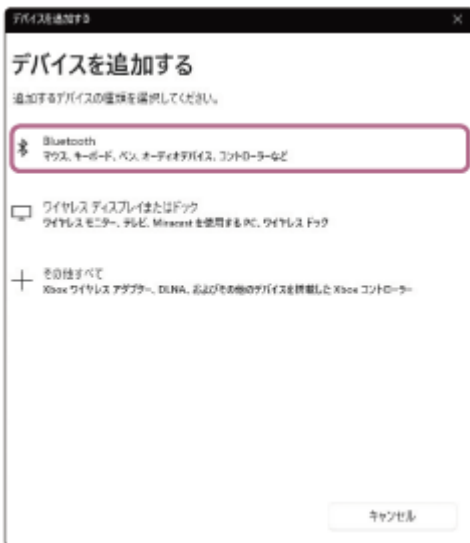 デバイスを追加する
デバイスを追加する
追加するデバイスの種類を選択してください。
Bluetooth
マウス、キーボード、ペン、オーディオデバイス、コントローラーなど
ワイヤレス ディスプレイまたはドック
ワイヤレス モニター、テレビ、Miracast を使用する PC、ワイヤレス ドック
その他すべて
Xbox ワイヤレス アダプター、DLNA、およびその他のデバイスを搭載した Xbox コントローラー
キャンセル